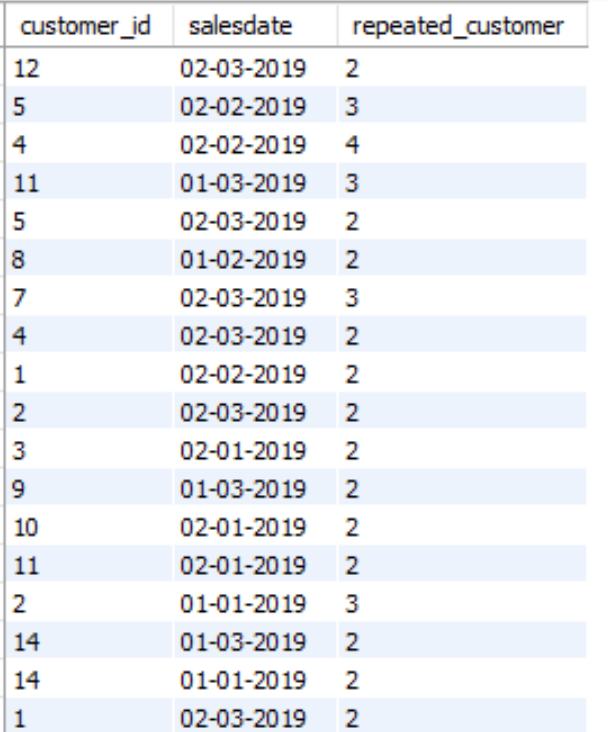 customer_id salesdate repeated_customer
12 02-03-2019 2
5 02-02-2019 3
4 02-02-2019 4
11 01-03-2019 3
5 02-03-2019 2
8 01-02-2019 2
7 02-03-2019 3
4 02-03-2019 2
1 02-02-2019 2
2 02-03-2019 2
3 02-01-2019 2
9 01-03-2019 2
10 02-01-2019 2
11 02-01-2019 2
2 01-01-2019 3
14 01-03-2019 2
14 01-01-2019 2
1 02-03-2019 2